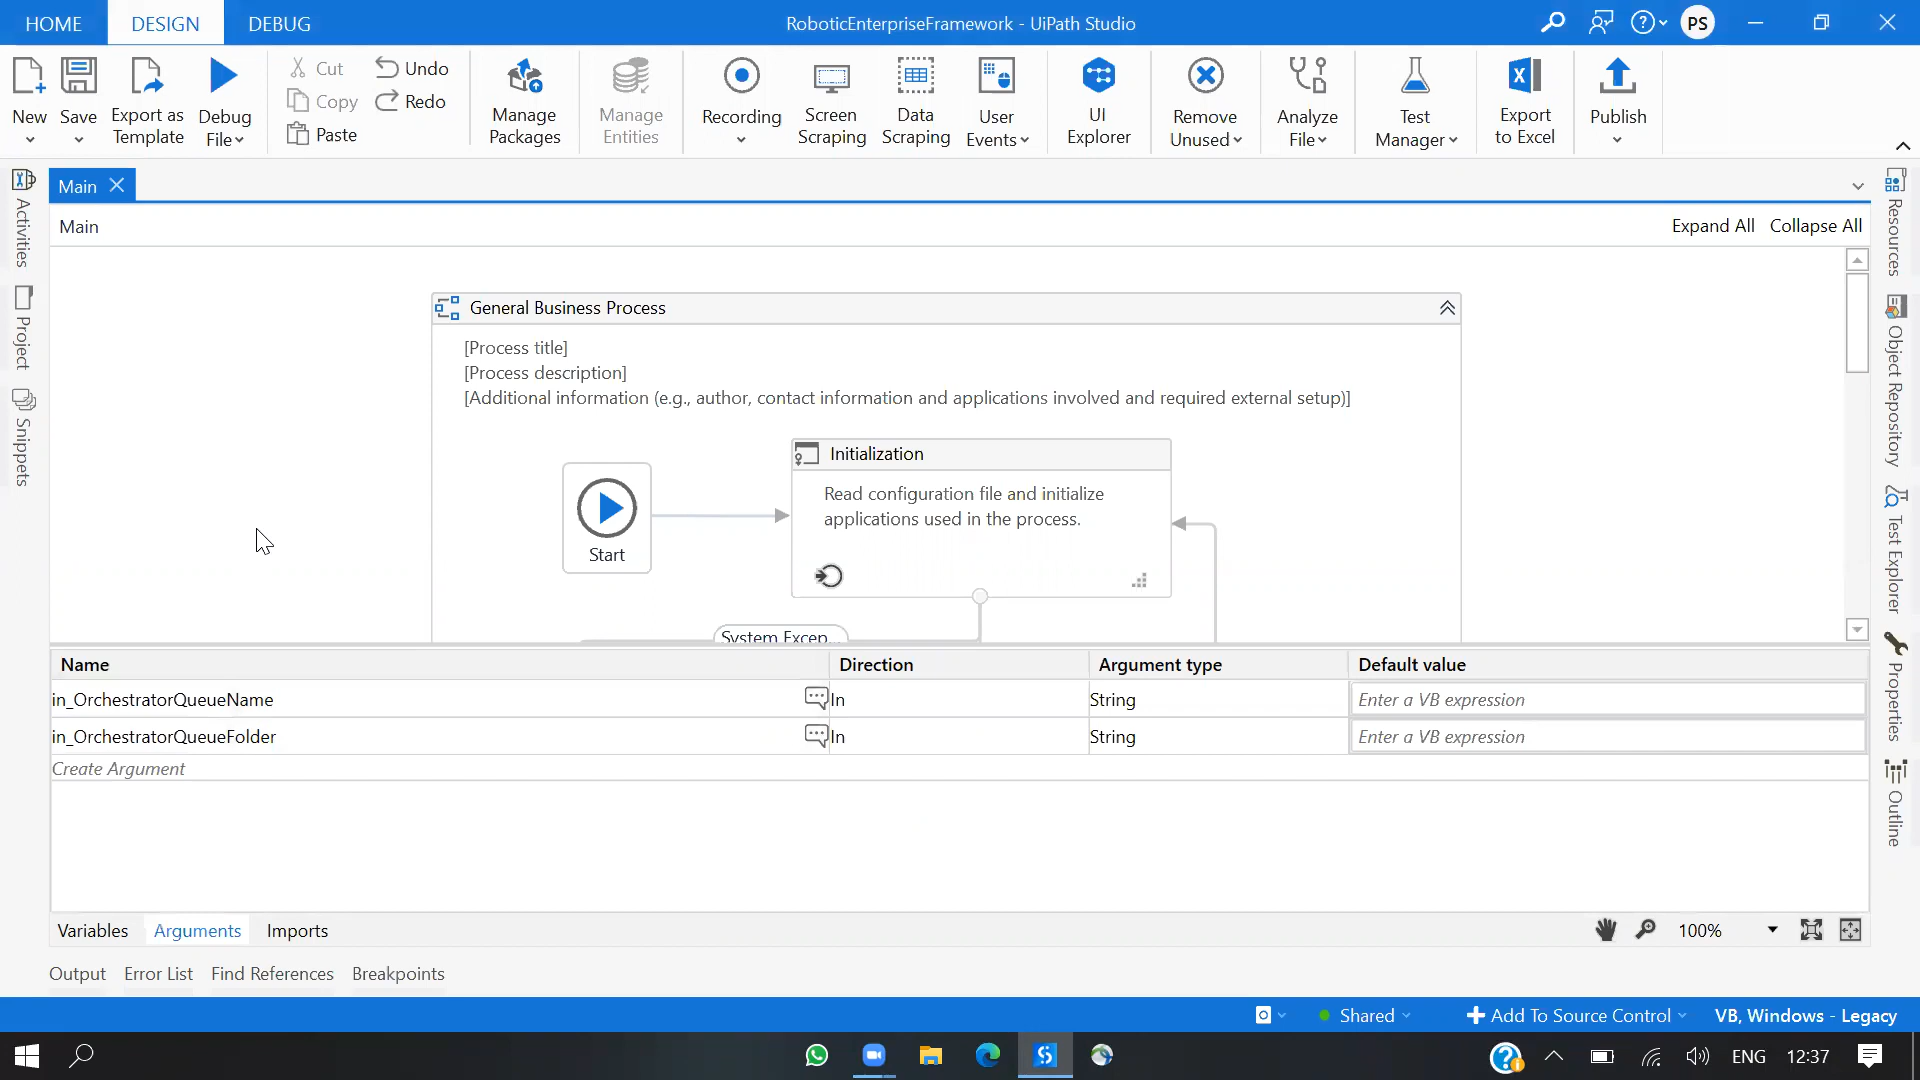 HOME DESIGN DEBUG RoboticEnterpriseFramework - UiPath Studio PS
New Save Export as Template Debug File Cut Copy Paste Undo Redo Manage Packages Manage Entities Recording Screen Scraping Data Scraping User Events UI Explorer Remove Unused Analyze File Test Manager Export to Excel Publish
Main
Main Expand All Collapse All
Activities
Project
Snippets
Resources
Object Repository
Test Explorer
Properties
Outline
General Business Process
[Process title]
[Process description]
[Additional information (e.g., author, contact information and applications involved and required external setup)]
Start
Initialization
Read configuration file and initialize
applications used in the process.
System Excep...
Name Direction Argument type Default value
in_OrchestratorQueueName In String Enter a VB expression
in_OrchestratorQueueFolder In String Enter a VB expression
Create Argument
Variables Arguments Imports 100%
Output Error List Find References Breakpoints
Shared Add To Source Control VB, Windows - Legacy
ENG 12:37